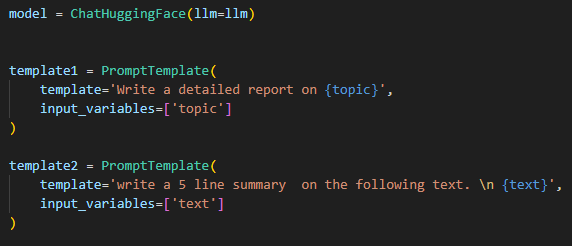 model = ChatHuggingFace(llm=llm)
template1 = PromptTemplate(
    template='Write a detailed report on {topic}',
    input_variables=['topic']
)
template2 = PromptTemplate(
    template='write a 5 line summary  on the following text. \n {text}',
    input_variables=['text']
)